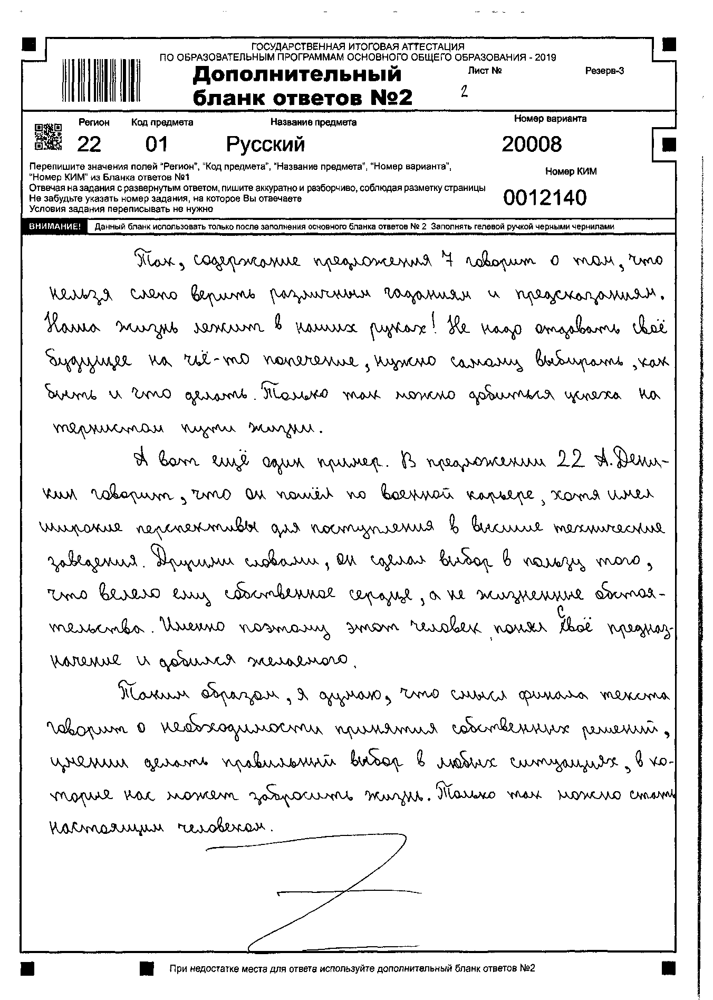 ГОСУДАРСТВЕННАЯ ИТОГОВАЯ АТТЕСТАЦИЯ
ПО ОБРАЗОВАТЕЛЬНЫМ ПРОГРАММАМ ОСНОВНОГО ОБЩЕГО ОБРАЗОВАНИЯ - 2019
Дополнительный
бланк ответов №2
Лист №
2
Резерв-3
Регион
22
Код предмета
01
Название предмета
Русский
Номер варианта
20008
Перепишите значения полей "Регион", "Код предмета", "Название предмета", "Номер варианта",
"Номер КИМ" из Бланка ответов №1
Отвечая на задания с развернутым ответом, пишите аккуратно и разборчиво, соблюдая разметку страницы
Не забудьте указать номер задания, на которое Вы отвечаете
Условия задания переписывать не нужно
Номер КИМ
0012140
ВНИМАНИЕ! Данный бланк использовать только после заполнения основного бланка ответов № 2 Заполнять гелевой ручкой черными чернилами
Так, содержание предложения 7 говорит о том, что
нельзя слепо верить различным гаданиям и предсказаниям.
Наша жизнь лежит в наших руках! Не надо отдавать своё
будущее на чьё-то попечение, нужно самому выбирать, как
быть и что делать. Только так можно добиться успеха на
тернистом пути жизни.
А вот ещё один пример. В предложении 22 А.Дени-
кин говорит, что он пошёл по военной карьере, хотя имел
широкие перспективы для поступления в высшие технические
заведения. Другими словами, он сделал выбор в пользу того,
что велело ему собственное сердце, а не жизненные обстоя-
тельства. Именно поэтому этот человек понял своё предназ-
начение и добился желаемого.
Таким образом, я думаю, что смысл финала текста
говорит о необходимости принятия собственных решений,
умении делать правильный выбор в любых ситуациях, в ко-
торые нас может забросить жизнь. Только так можно стать
настоящим человеком.
При недостатке места для ответа используйте дополнительный бланк ответов №2